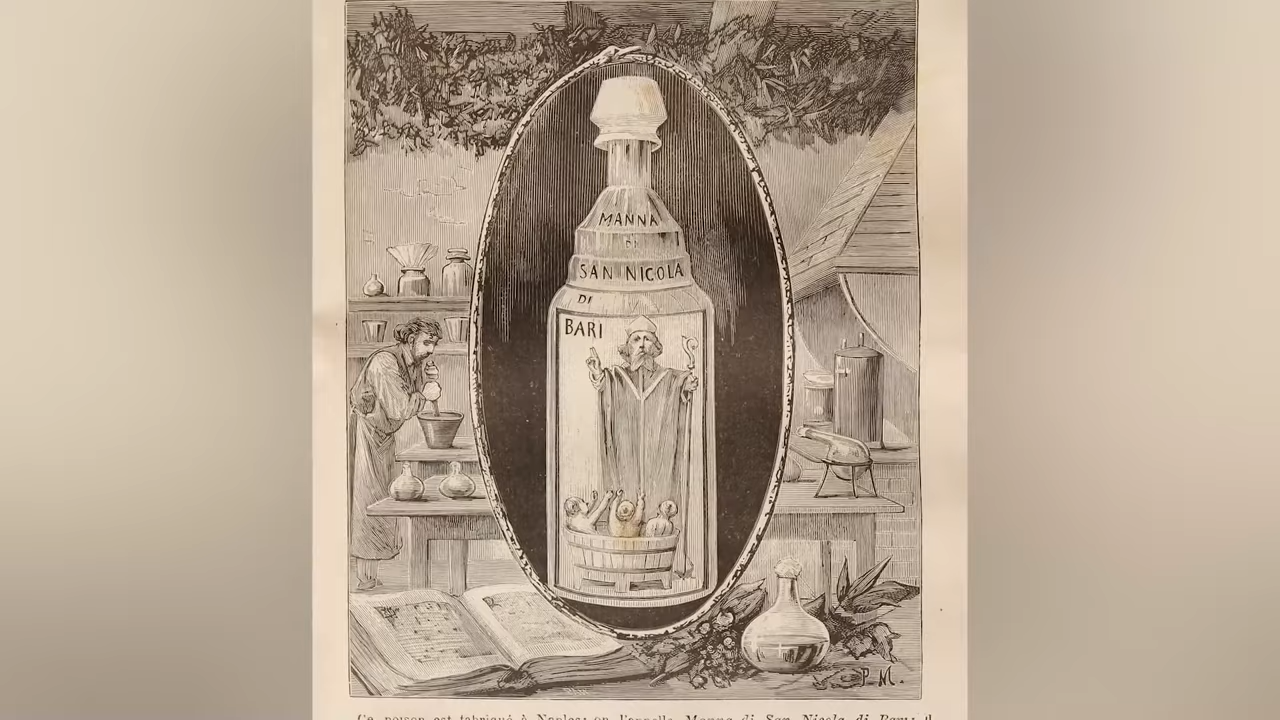 MANNA
DI
SAN NICOLA
DI
BARI
P. M.
Ce poison est fabriqué à Naples; on l'appelle Manna di San Nicola di Bari; il